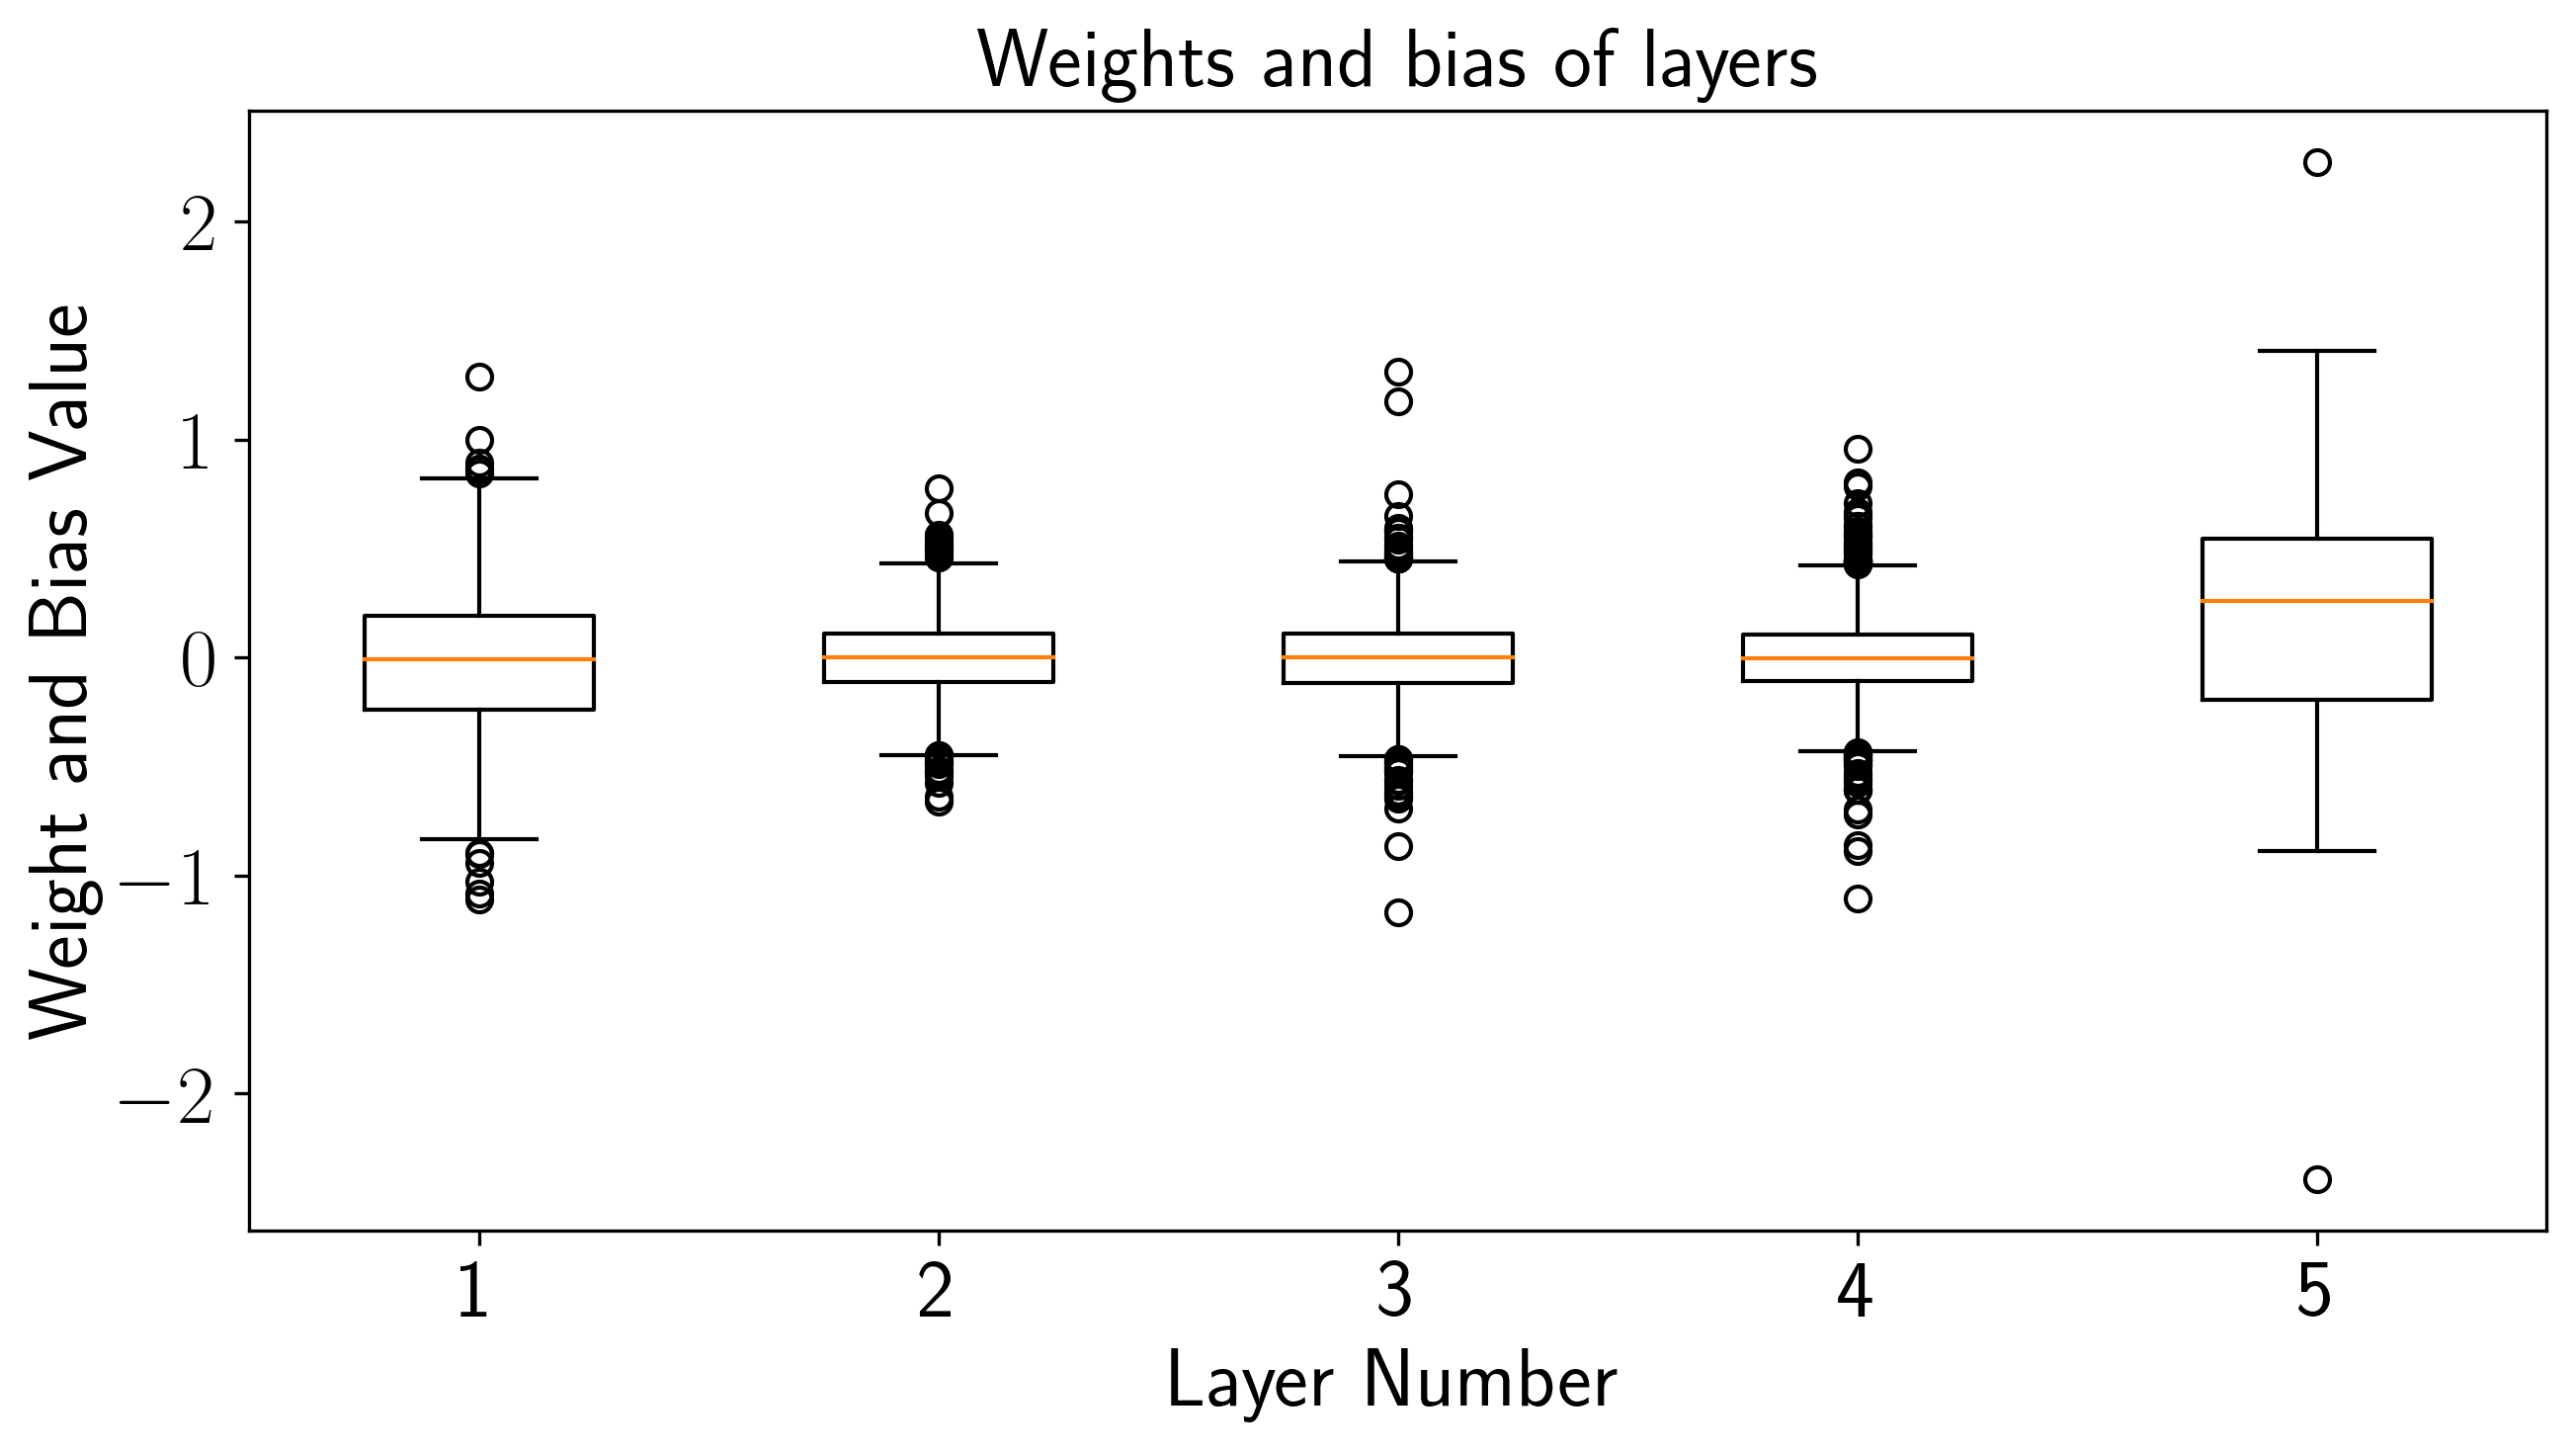 Weights and bias of layers
Weight and Bias Value
2
1
0
−1
−2
1 2 3 4 5
Layer Number